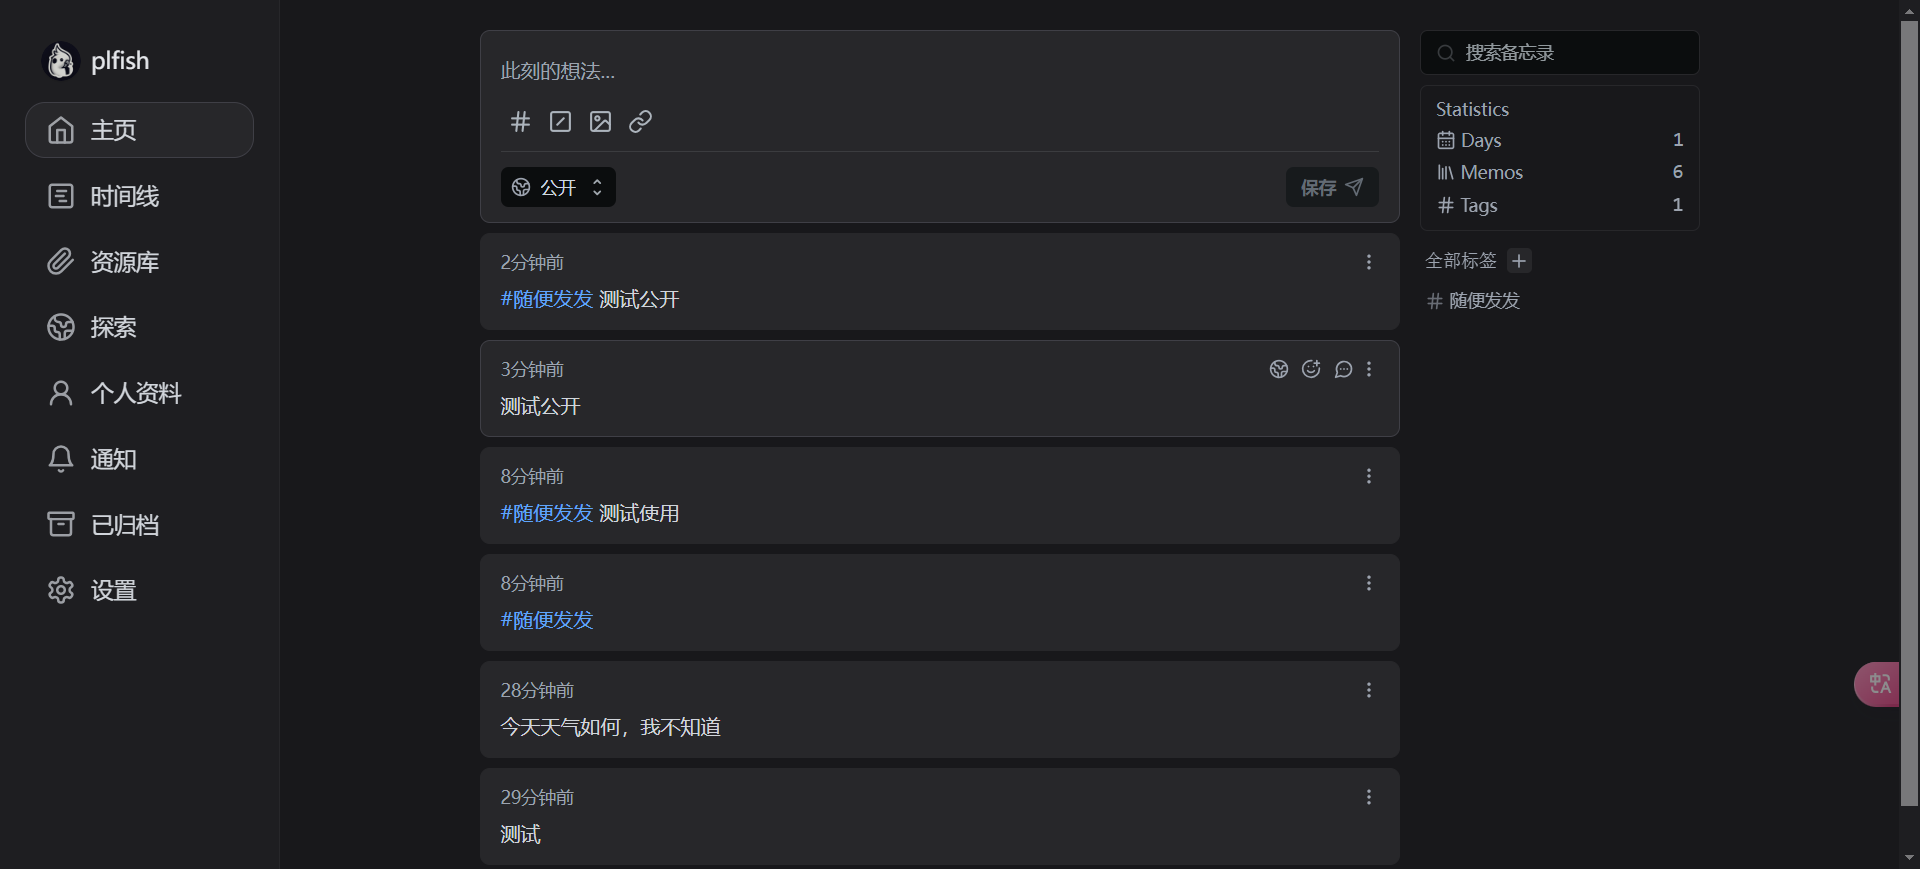 plfish
主页
时间线
资源库
探索
个人资料
通知
已归档
设置
此刻的想法...
公开
保存
2分钟前
#随便发发 测试公开
3分钟前
测试公开
8分钟前
#随便发发 测试使用
8分钟前
#随便发发
28分钟前
今天天气如何，我不知道
29分钟前
测试
搜索备忘录
Statistics
Days 1
Memos 6
# Tags 1
全部标签 +
# 随便发发
中A